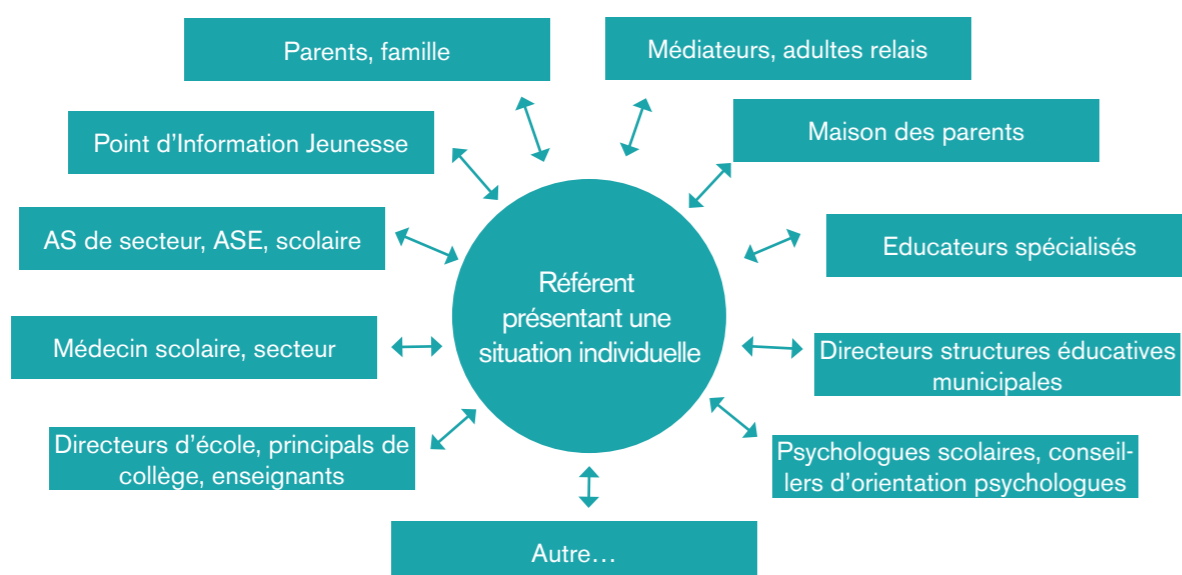 Parents, famille
Médiateurs, adultes relais
Point d'Information Jeunesse
Maison des parents
AS de secteur, ASE, scolaire
Educateurs spécialisés
Référent
présentant une
situation individuelle
Médecin scolaire, secteur
Directeurs structures éducatives
municipales
Directeurs d'école, principals de
collège, enseignants
Psychologues scolaires, conseil-
lers d'orientation psychologues
Autre…